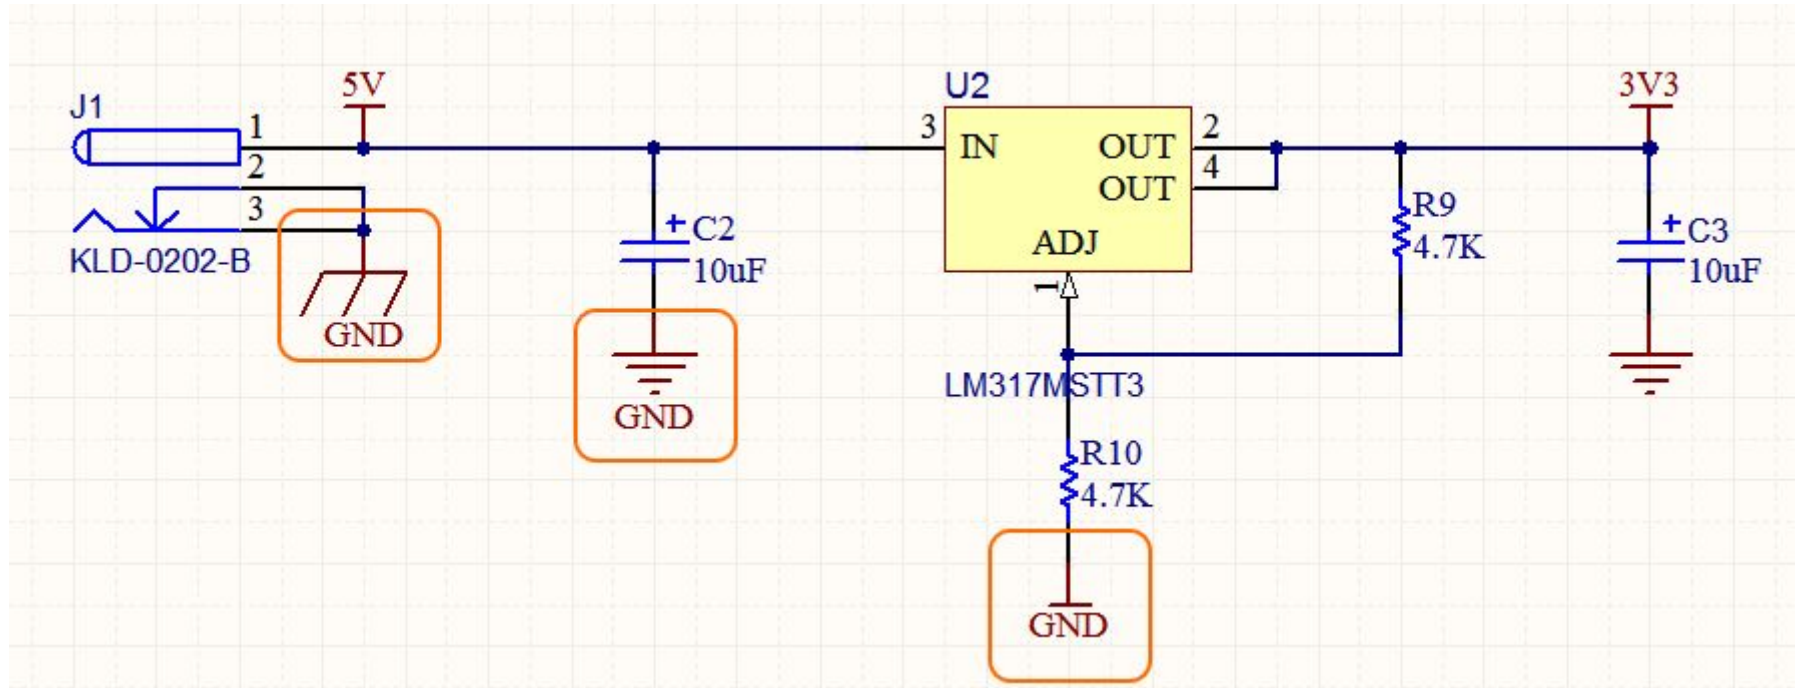 J1
1
2
3
KLD-0202-B
5V
GND
+
C2
10uF
GND
U2
3
IN
OUT
2
OUT
4
ADJ
1
LM317MSTT3
R9
4.7K
R10
4.7K
GND
3V3
+
C3
10uF